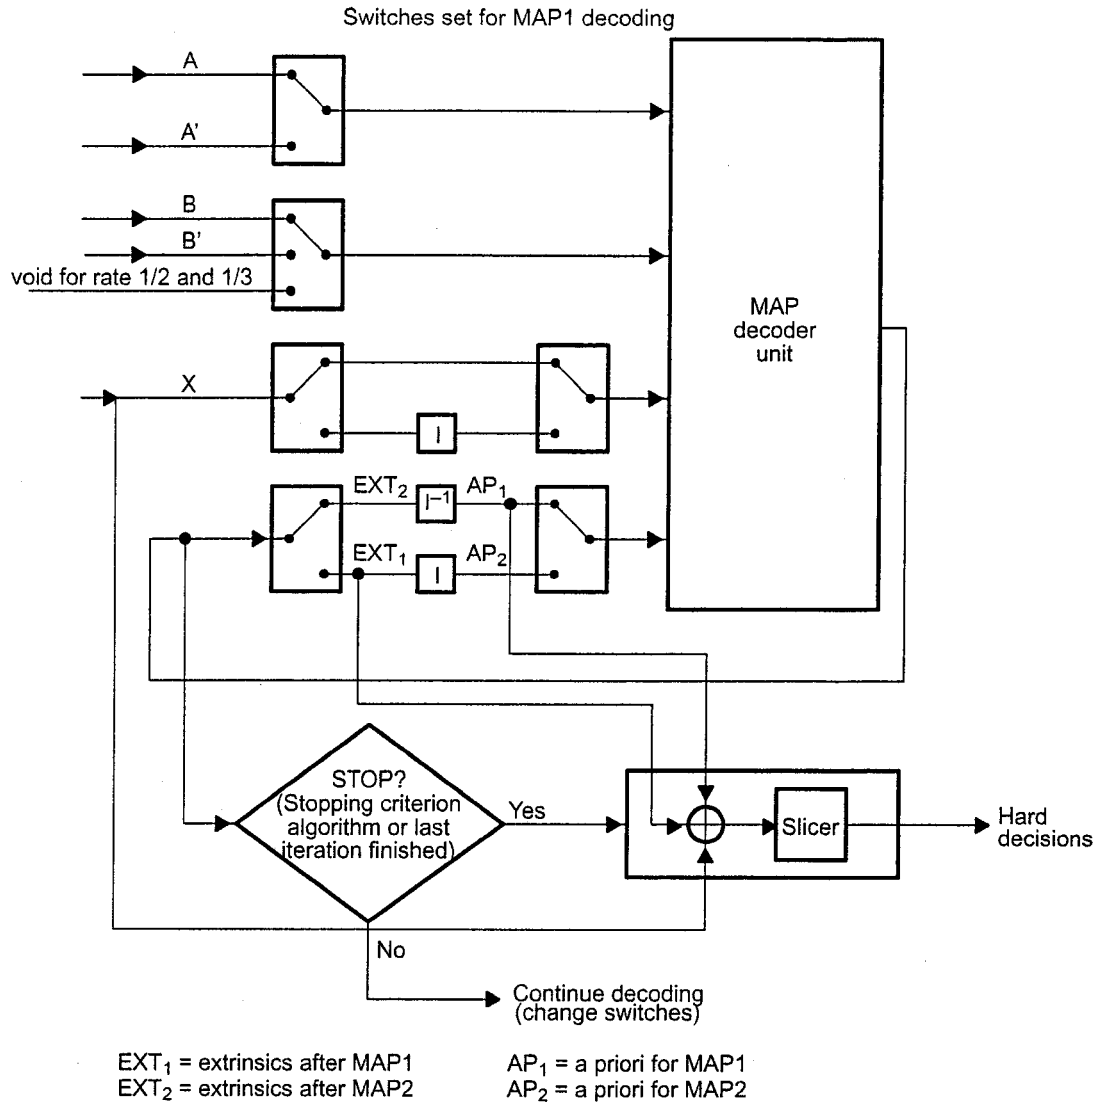 Switches set for MAP1 decoding
A
A'
B
B'
void for rate 1/2 and 1/3
MAP
decoder
unit
X
I
EXT2
I–1
AP1
EXT1
I
AP2
STOP?
(Stopping criterion
algorithm or last
iteration finished)
Yes
Slicer
Hard
decisions
No
Continue decoding
(change switches)
EXT1 = extrinsics after MAP1
AP1 = a priori for MAP1
EXT2 = extrinsics after MAP2
AP2 = a priori for MAP2